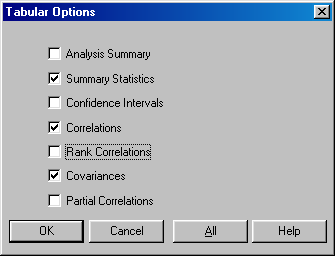 Tabular Options
Analysis Summary
Summary Statistics
Confidence Intervals
Correlations
Rank Correlations
Covariances
Partial Correlations
OK Cancel All Help